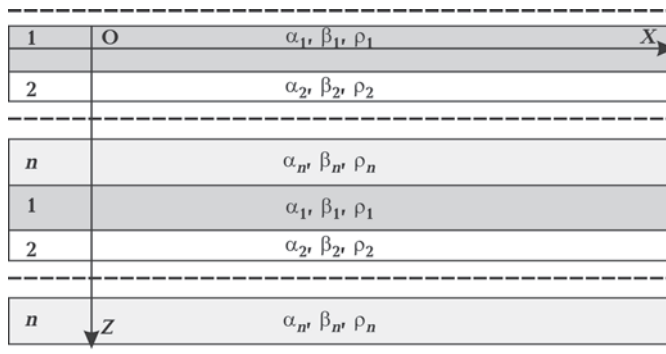 1 O α₁, β₁, ρ₁ X
2 α₂, β₂, ρ₂
n αₙ, βₙ, ρₙ
1 α₁, β₁, ρ₁
2 α₂, β₂, ρ₂
n αₙ, βₙ, ρₙ
Z